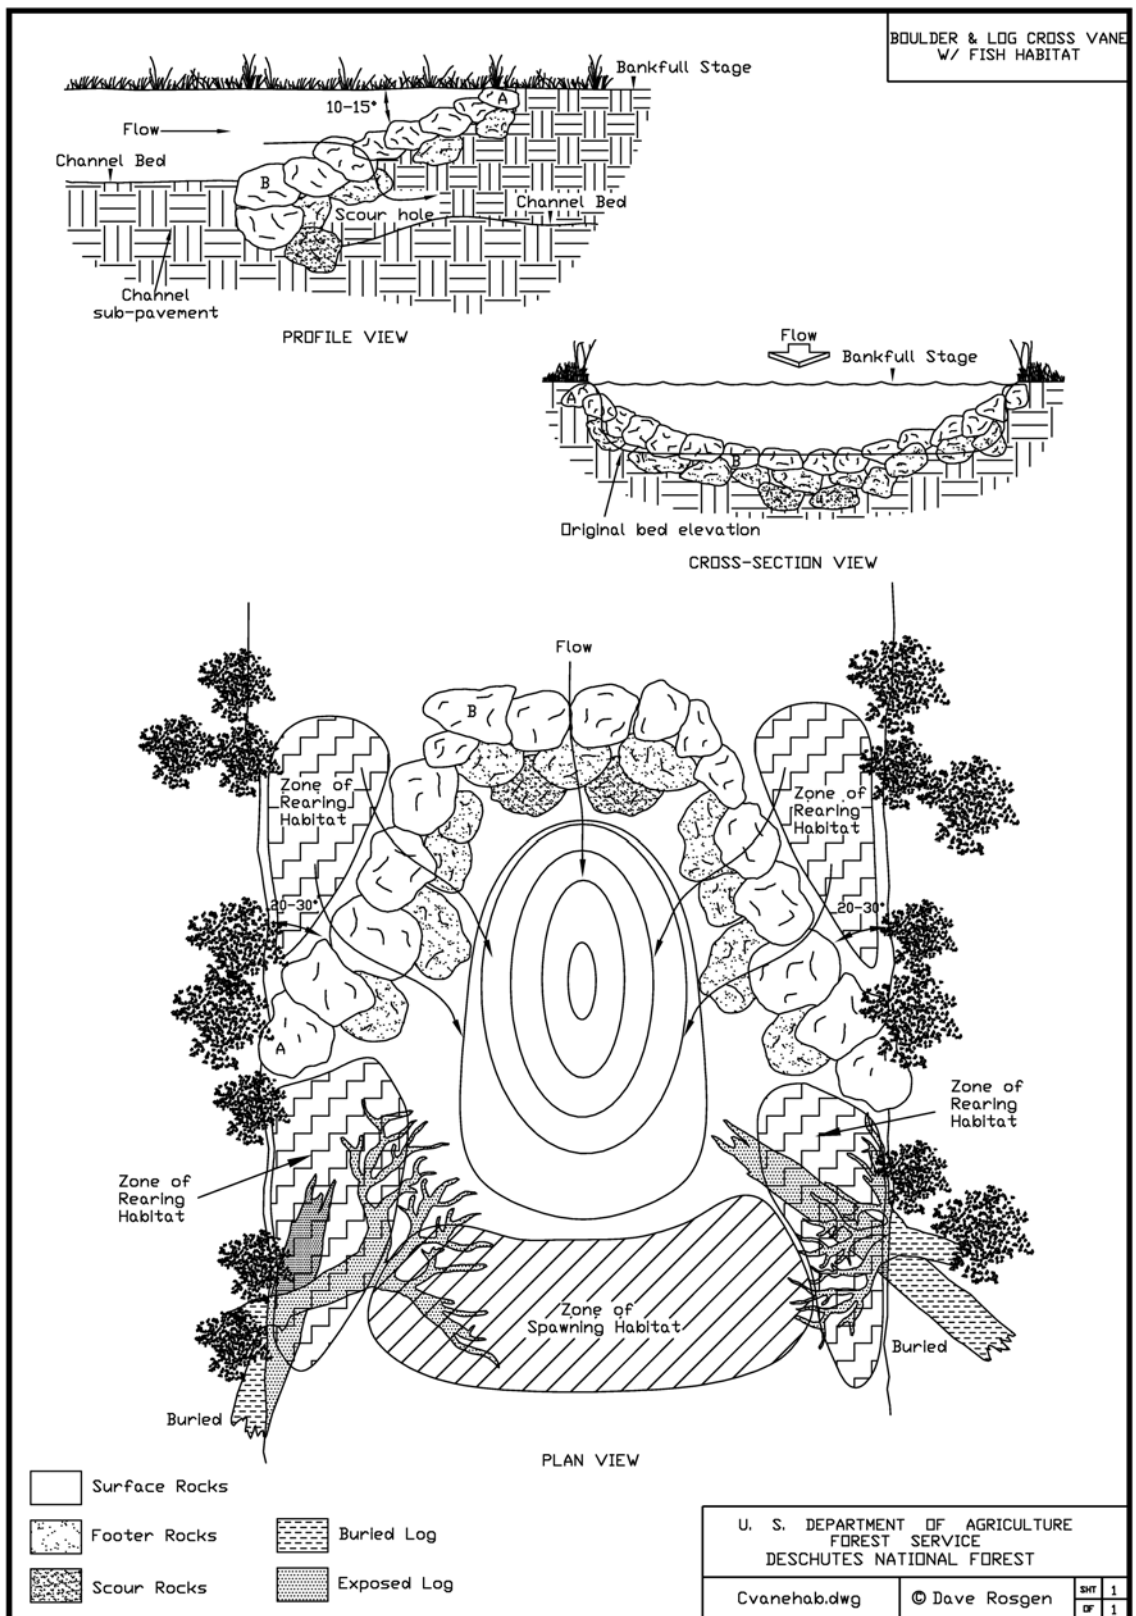 BOULDER & LOG CROSS VANE
W/ FISH HABITAT
Bankfull Stage
A
10-15°
Flow
Channel Bed
B
Scour hole
Channel Bed
Channel
sub-pavement
PROFILE VIEW
Flow
Bankfull Stage
A
B
Original bed elevation
CROSS-SECTION VIEW
Flow
B
Zone of
Rearing
Habitat
Zone of
Rearing
Habitat
20-30°
20-30°
A
Zone of
Rearing
Habitat
Zone of
Rearing
Habitat
Zone of
Spawning Habitat
Buried
Buried
PLAN VIEW
Surface Rocks
Footer Rocks
Scour Rocks
Buried Log
Exposed Log
U. S. DEPARTMENT OF AGRICULTURE
FOREST SERVICE
DESCHUTES NATIONAL FOREST
Cvanehab.dwg
© Dave Rosgen
SHT 1
OF 1